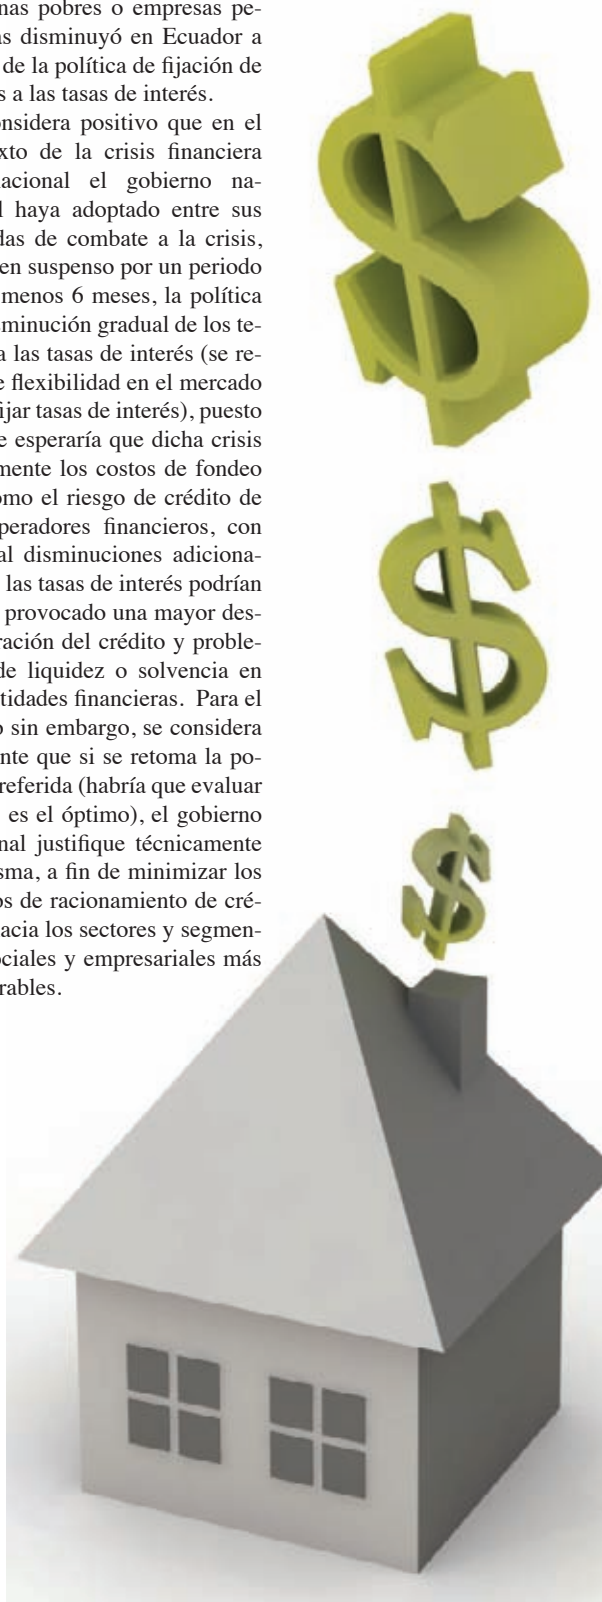 nas pobres o empresas pe-
as disminuyó en Ecuador a
de la política de fijación de
s a las tasas de interés.
nsidera positivo que en el
xto de la crisis financiera
nacional el gobierno na-
l haya adoptado entre sus
das de combate a la crisis,
en suspenso por un periodo
menos 6 meses, la política
sminución gradual de los te-
a las tasas de interés (se re-
e flexibilidad en el mercado
fijar tasas de interés), puesto
e esperaría que dicha crisis
mente los costos de fondeo
omo el riesgo de crédito de
peradores financieros, con
al disminuciones adiciona-
las tasas de interés podrían
provocado una mayor des-
ración del crédito y proble-
de liquidez o solvencia en
tidades financieras. Para el
o sin embargo, se considera
nte que si se retoma la po-
referida (habría que evaluar
es el óptimo), el gobierno
nal justifique técnicamente
sma, a fin de minimizar los
os de racionamiento de cré-
hacia los sectores y segmen-
ociales y empresariales más
rables.